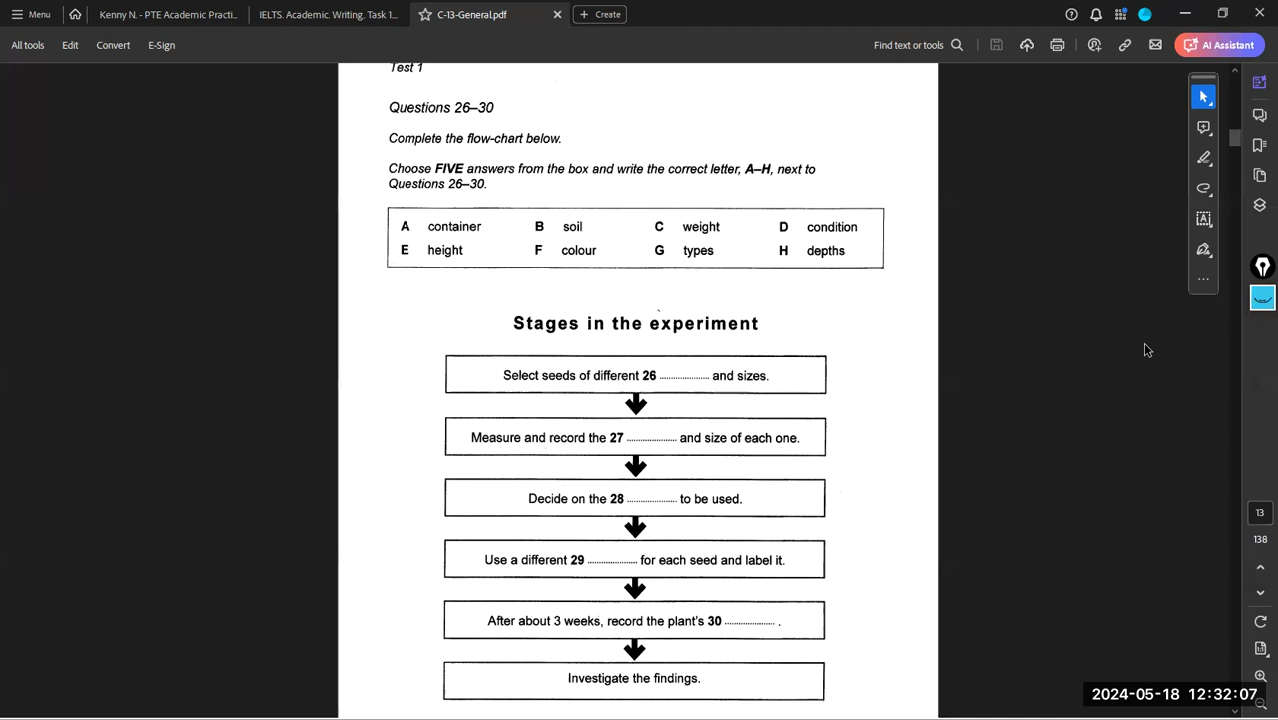 Menu
Kenny N. - PTE Academic Practi...
IELTS. Academic. Writing. Task 1...
C-13-General.pdf
Create
All tools
Edit
Convert
E-Sign
Find text or tools
AI Assistant
Test 1
Questions 26–30
Complete the flow-chart below.
Choose FIVE answers from the box and write the correct letter, A–H, next to
Questions 26–30.
A container B soil C weight D condition
E height F colour G types H depths
Stages in the experiment
Select seeds of different 26 ..................... and sizes.
Measure and record the 27 ..................... and size of each one.
Decide on the 28 ..................... to be used.
Use a different 29 ..................... for each seed and label it.
After about 3 weeks, record the plant's 30 ..................... .
Investigate the findings.
13
138
2024-05-18 12:32:07